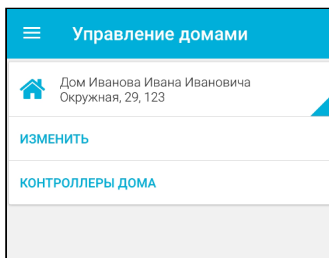 Управление домами
Дом Иванова Ивана Ивановича
Окружная, 29, 123
ИЗМЕНИТЬ
КОНТРОЛЛЕРЫ ДОМА